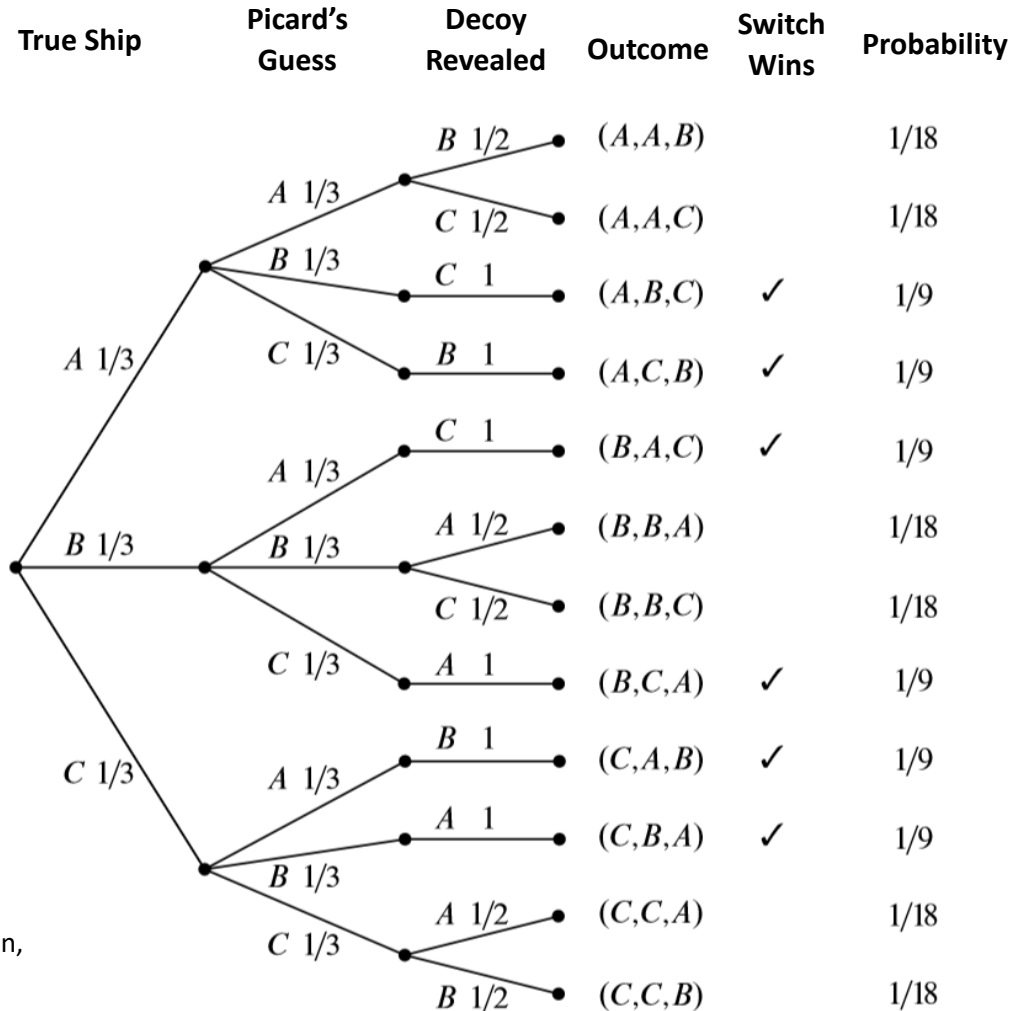 True Ship
Picard's
Guess
Decoy
Revealed
Outcome
Switch
Wins
Probability
B 1/2
(A,A,B)
1/18
A 1/3
C 1/2
(A,A,C)
1/18
B 1/3
C 1
(A,B,C) ✓
1/9
A 1/3
C 1/3
B 1
(A,C,B) ✓
1/9
C 1
(B,A,C) ✓
1/9
A 1/3
B 1/3
B 1/3
A 1/2
(B,B,A)
1/18
C 1/2
(B,B,C)
1/18
C 1/3
A 1
(B,C,A) ✓
1/9
B 1
(C,A,B) ✓
1/9
C 1/3
A 1/3
A 1
(C,B,A) ✓
1/9
B 1/3
A 1/2
(C,C,A)
1/18
n,
C 1/3
B 1/2
(C,C,B)
1/18